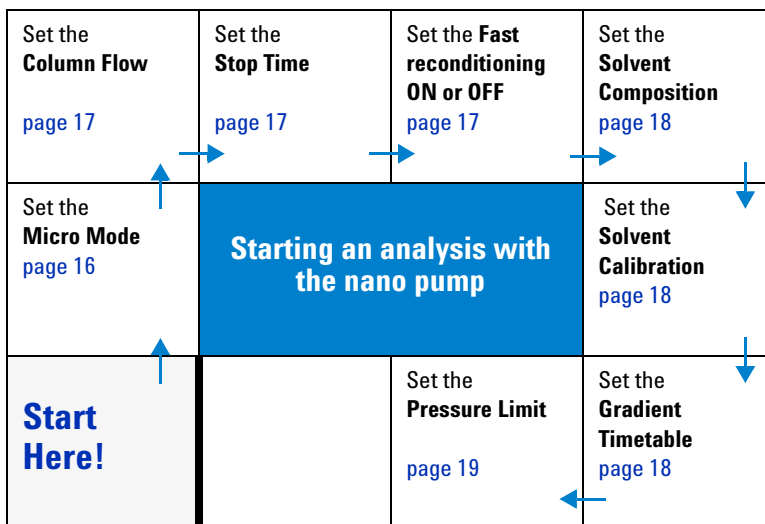 Set the
Column Flow
page 17
Set the
Stop Time
page 17
Set the Fast
reconditioning
ON or OFF
page 17
Set the
Solvent
Composition
page 18
Set the
Micro Mode
page 16
Starting an analysis with
the nano pump
Set the
Solvent
Calibration
page 18
Start
Here!
Set the
Pressure Limit
page 19
Set the
Gradient
Timetable
page 18